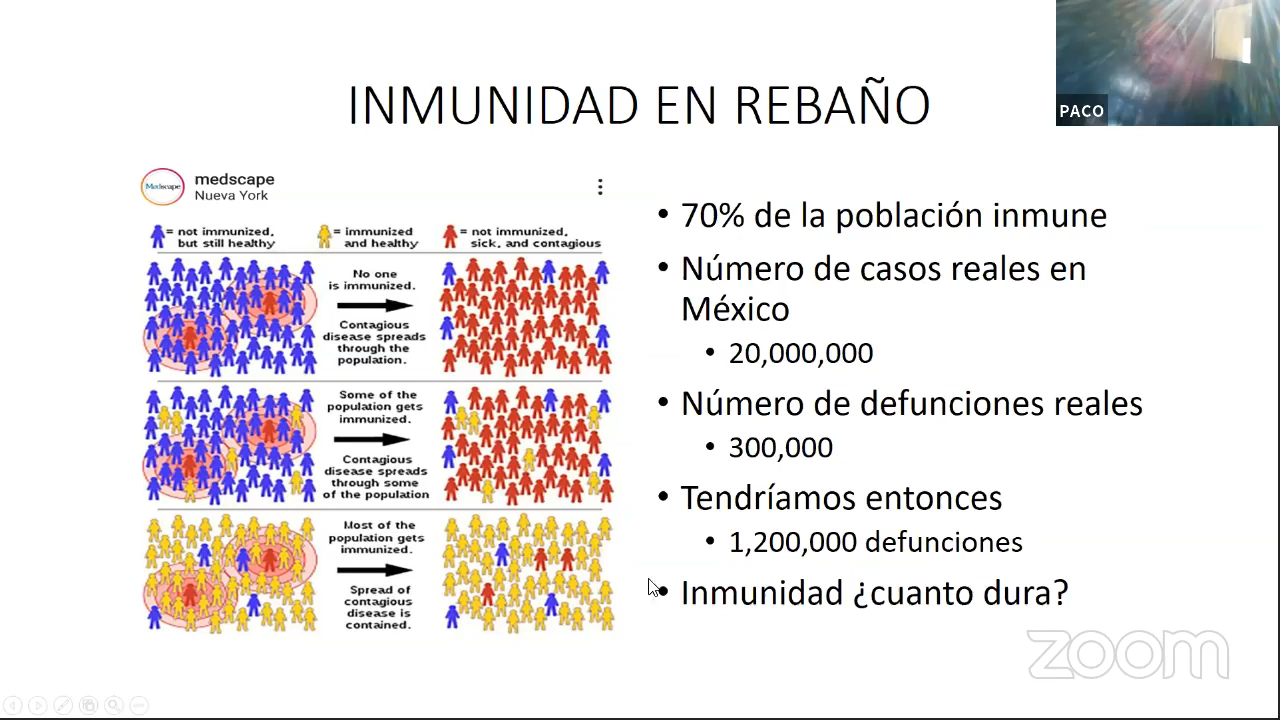 PACO
INMUNIDAD EN REBAÑO
Medscape
medscape
Nueva York
= not immunized,
but still healthy
= immunized
and healthy
= not immunized,
sick, and contagious
No one
is immunized.
Contagious
disease spreads
through the
population.
Some of the
population gets
immunized.
Contagious
disease spreads
through some
of the population
Most of the
population gets
immunized.
Spread of
contagious
disease is
contained.
• 70% de la población inmune
• Número de casos reales en
México
• 20,000,000
• Número de defunciones reales
• 300,000
• Tendríamos entonces
• 1,200,000 defunciones
• Inmunidad ¿cuanto dura?
zoom